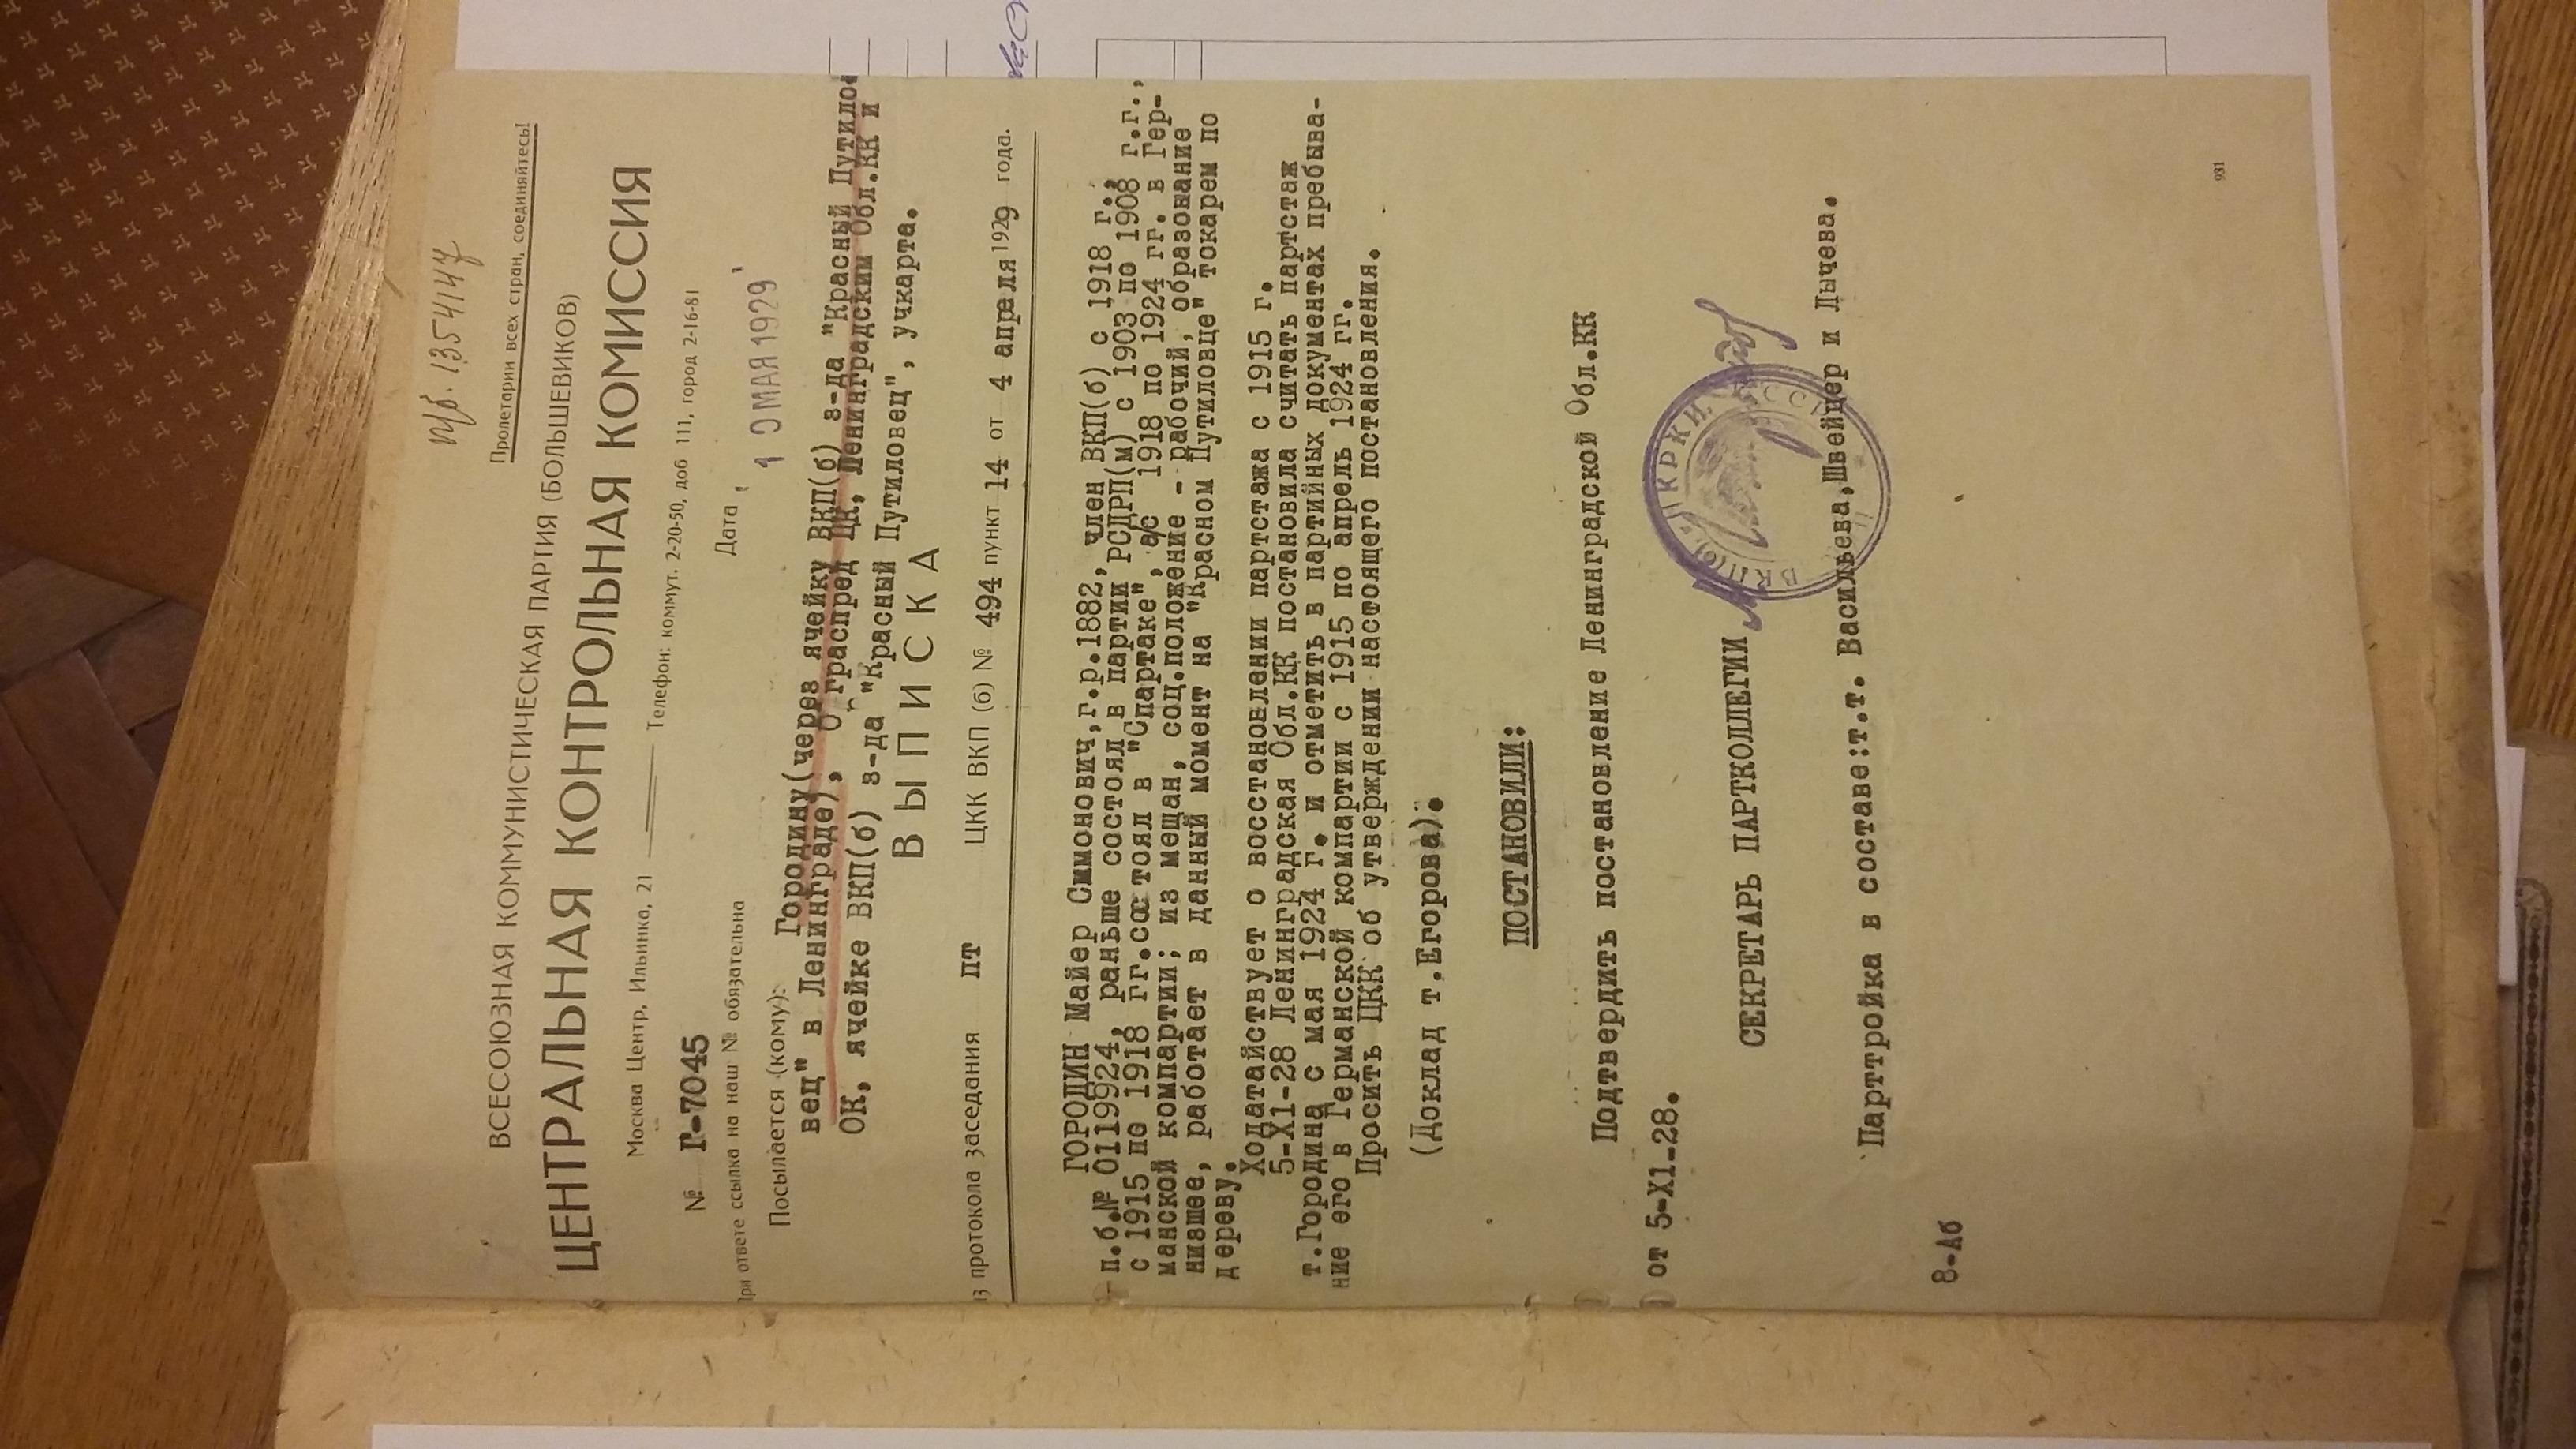 п/б. 1354147
Пролетарии всех стран, соединяйтесь!
ВСЕСОЮЗНАЯ КОММУНИСТИЧЕСКАЯ ПАРТИЯ (БОЛЬШЕВИКОВ)
ЦЕНТРАЛЬНАЯ КОНТРОЛЬНАЯ КОМИССИЯ
Москва Центр, Ильинка, 21 Телефон: коммут. 2-20-50, доб 111, город 2-16-81
№ Г-7045 Дата 1 0 МАЯ 1929
При ответе ссылка на наш № обязательна
Посылается (кому): Городину(через ячейку ВКП(б) з-да "Красный Путило-
вец" в Ленинграде), О граспред ЦК, Ленинградским Обл.КК и
ОК, ячейке ВКП(б) з-да "Красный Путиловец", учкарта.
ВЫПИСКА
из протокола заседания ПТ ЦКК ВКП (б) № 494 пункт 14 от 4 апреля 1929 года.
ГОРОДИН Майер Симонович,г.р.1882,член ВКП(б) с 1918 г.,
п.б.№ 0119924, раньше состоял в партии РСДРП(м) с 1903 по 1908 г.г.,
с 1915 по 1918 гг.состоял в "Спартаке", а/с 1918 по 1924 гг. в Гер-
манской компартии; из мещан, соц.положение - рабочий, образование
низшее, работает в данный момент на "Красном Путиловце" токарем по
дереву.
Ходатайствует о восстановлении партстажа с 1915 г.
5-X1-28 Ленинградская Обл.КК постановила считать партстаж
т.Городина с мая 1924 г. и отметить в партийных документах пребыва-
ние его в Германской компартии с 1915 по апрель 1924 гг.
Просить ЦКК об утверждении настоящего постановления.
(Доклад т.Егорова).
ПОСТАНОВИЛИ:
Подтвердить постановление Ленинградской Обл.КК
от 5-X1-28.
СЕКРЕТАРЬ ПАРТКОЛЛЕГИИ
ВКП(б)
Парттройка в составе:т.т. Васильева,Швейцер и Лычева.
8-Аб
931